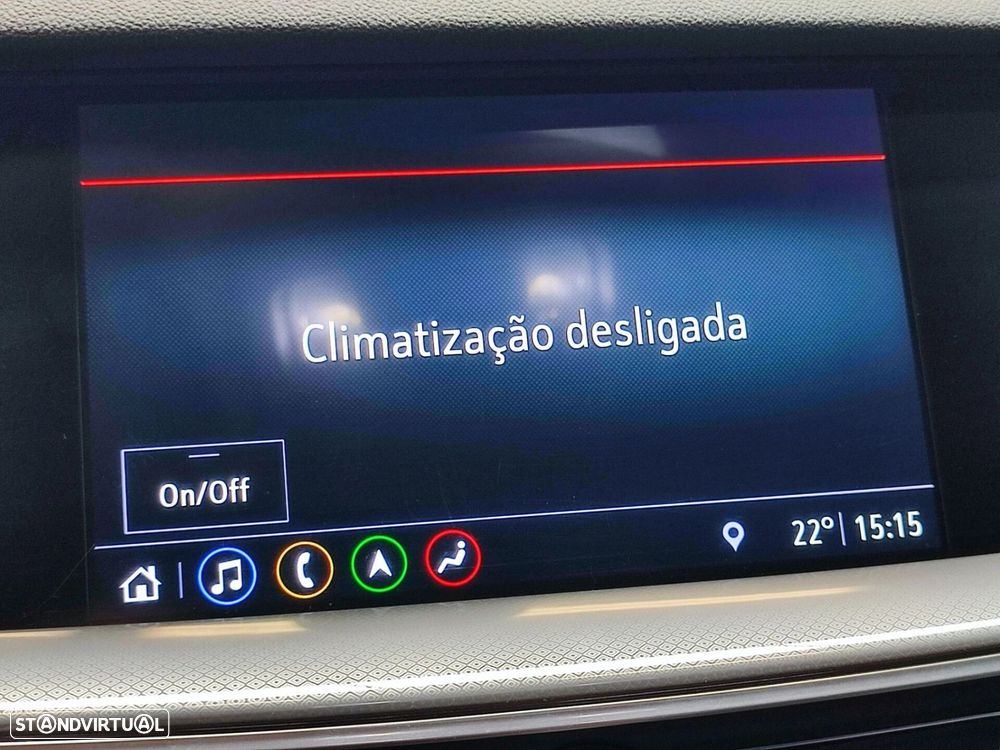 Climatização desligada
On/Off
22° 15:15
STANDVIRTUAL